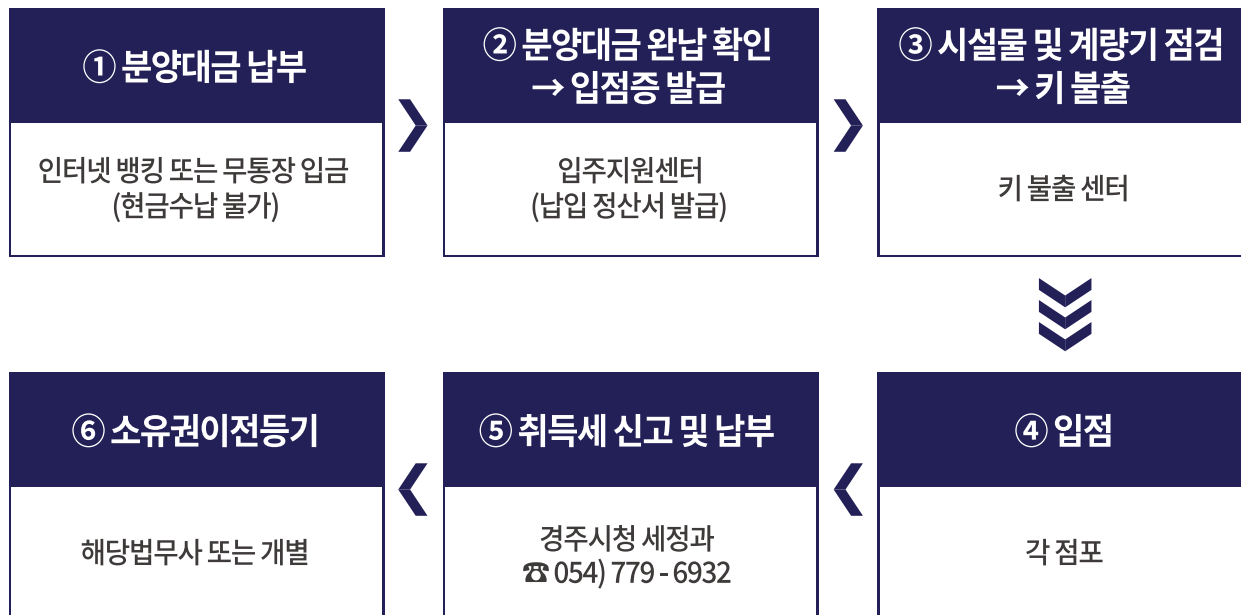 ① 분양대금 납부
인터넷 뱅킹 또는 무통장 입금
(현금수납 불가)
② 분양대금 완납 확인
→ 입점증 발급
입주지원센터
(납입 정산서 발급)
③ 시설물 및 계량기 점검
→ 키 불출
키 불출 센터
④ 입점
각 점포
⑤ 취득세 신고 및 납부
경주시청 세정과
☎ 054) 779 - 6932
⑥ 소유권이전등기
해당법무사 또는 개별